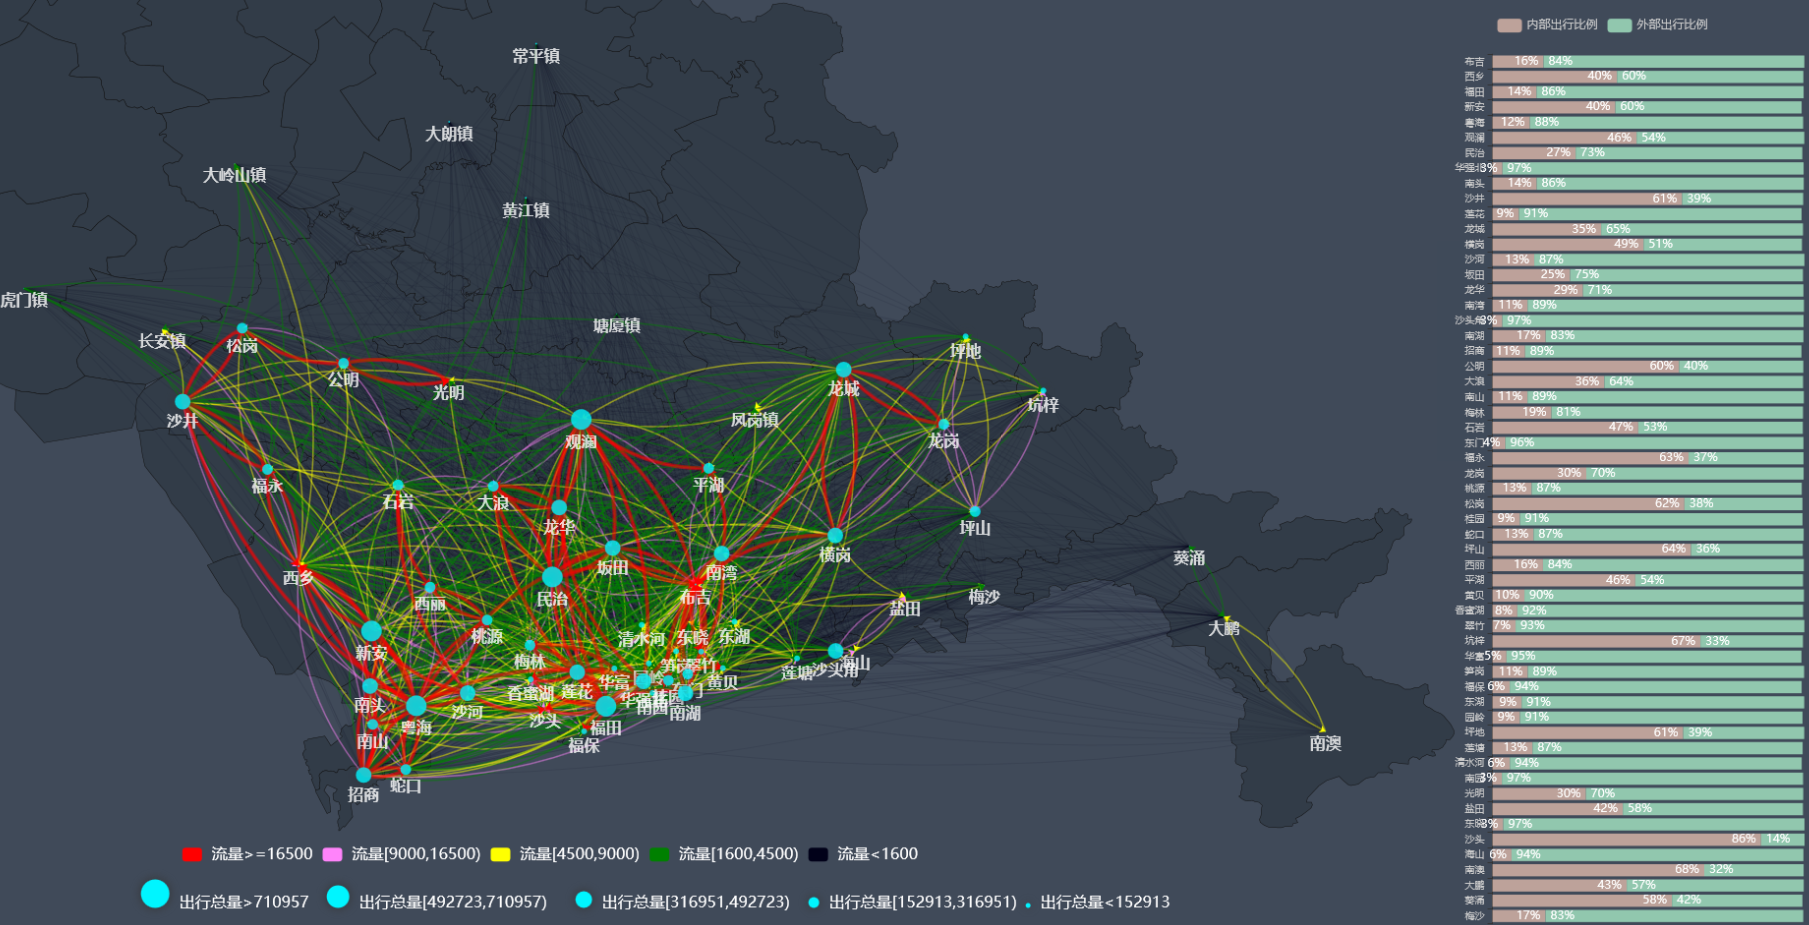 内部出行比例 外部出行比例
常平镇
大朗镇
大岭山镇
黄江镇
虎门镇
塘厦镇
长安镇
松岗
坪地
公明
光明
龙城
坑梓
沙井
凤岗镇
观澜
龙岗
福永
石岩
大浪
平湖
龙华
坪山
横岗
葵涌
西乡
坂田
南湾
民治
布吉
梅沙
西丽
盐田
大鹏
桃源
清水河
东晓
东湖
新安
梅林
笋岗
翠竹
莲塘
沙头角
海山
园岭
香蜜湖
莲花
华富
黄贝
南头
沙河
华强北
南园
南湖
沙头
粤海
福田
南山
福保
南澳
招商
蛇口
流量>=16500 流量[9000,16500) 流量[4500,9000) 流量[1600,4500) 流量<1600
出行总量>710957 出行总量[492723,710957) 出行总量[316951,492723) 出行总量[152913,316951) 出行总量<152913
布吉 16% 84%
西乡 40% 60%
福田 14% 86%
新安 40% 60%
粤海 12% 88%
观澜 46% 54%
民治 27% 73%
华强北 3% 97%
南头 14% 86%
沙井 61% 39%
莲花 9% 91%
龙城 35% 65%
横岗 49% 51%
沙河 13% 87%
坂田 25% 75%
龙华 29% 71%
南湾 11% 89%
沙头角 3% 97%
南湖 17% 83%
招商 11% 89%
公明 60% 40%
大浪 36% 64%
南山 11% 89%
梅林 19% 81%
石岩 47% 53%
东门 4% 96%
福永 63% 37%
龙岗 30% 70%
桃源 13% 87%
松岗 62% 38%
桂园 9% 91%
蛇口 13% 87%
坪山 64% 36%
西丽 16% 84%
平湖 46% 54%
黄贝 10% 90%
香蜜湖 8% 92%
翠竹 7% 93%
坑梓 67% 33%
华富 5% 95%
笋岗 11% 89%
福保 6% 94%
东湖 9% 91%
园岭 9% 91%
坪地 61% 39%
莲塘 13% 87%
清水河 6% 94%
南园 3% 97%
光明 30% 70%
盐田 42% 58%
东晓 3% 97%
沙头 86% 14%
海山 6% 94%
南澳 68% 32%
大鹏 43% 57%
葵涌 58% 42%
梅沙 17% 83%